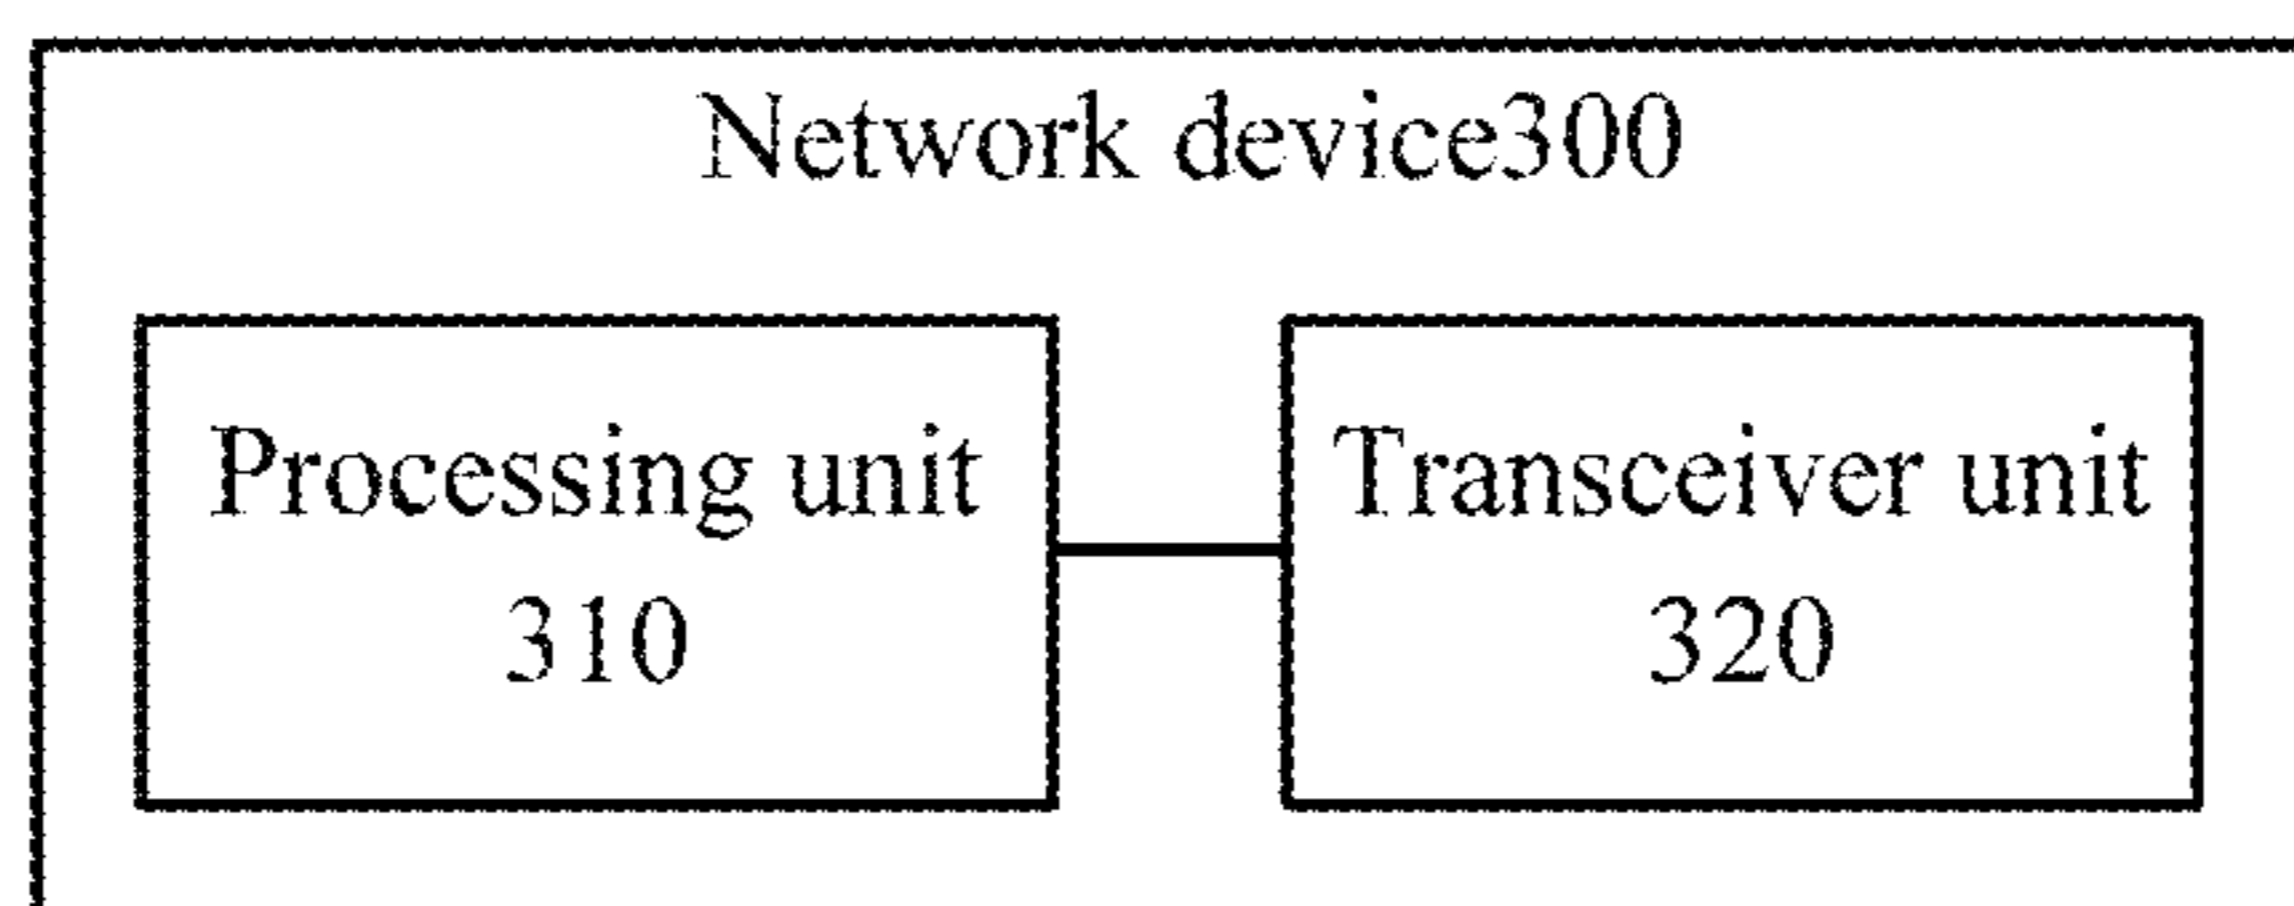 Network device300
Processing unit
310
Transceiver unit
320